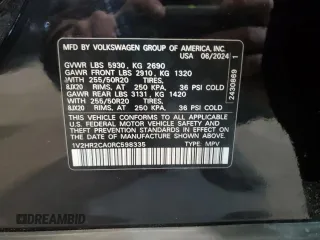 MFD. BY VOLKSWAGEN GROUP OF AMERICA, INC.
USA 06/2024
GVWR LBS 5930, KG 2690
GAWR FRONT LBS 2910, KG 1320
WITH 255/50R20 TIRES,
8JX20 RIMS, AT 250 KPA, 36 PSI COLD
GAWR REAR LBS 3131, KG 1420
WITH 255/50R20 TIRES,
8JX20 RIMS, AT 250 KPA, 36 PSI COLD
THIS VEHICLE CONFORMS TO ALL APPLICABLE
FEDERAL MOTOR VEHICLE SAFETY, BUMPER,
AND THEFT PREVENTION STANDARDS IN EFFECT
ON THE DATE OF MANUFACTURE SHOWN ABOVE.
1V2HR2CA0RC598335 TYPE: MPV
2430869
© DREAMBID